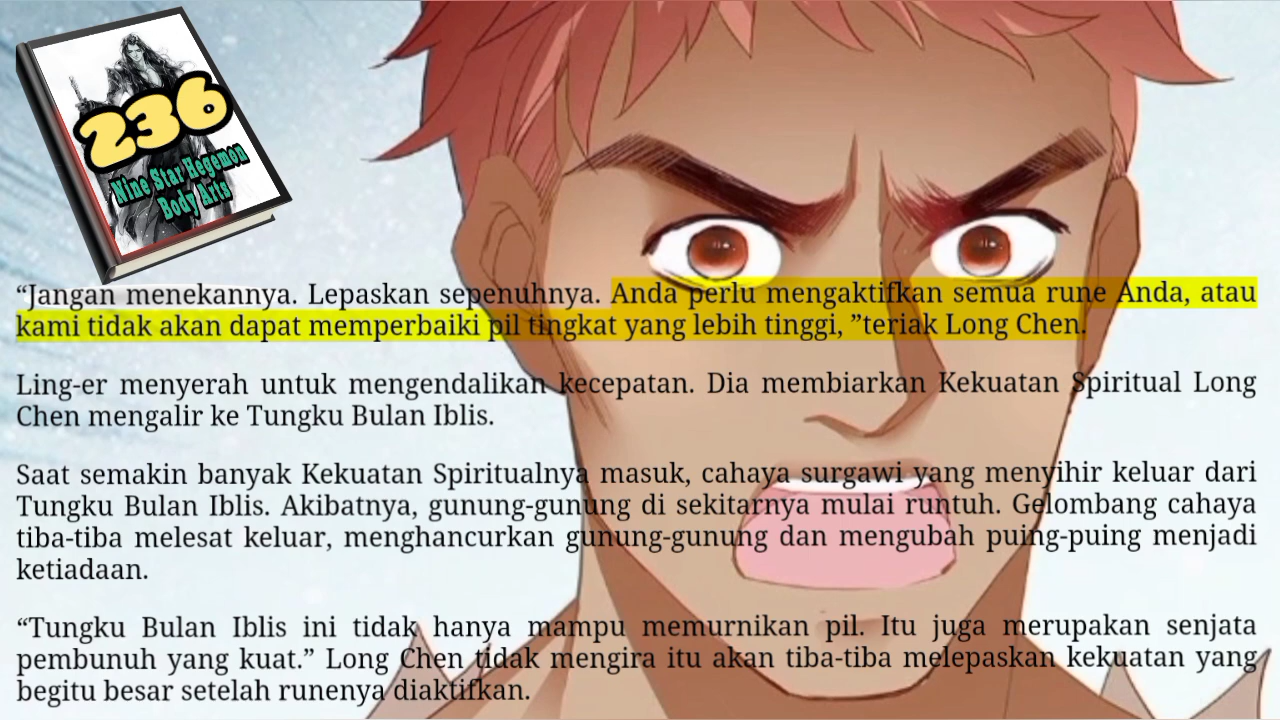 236
Nine Star Hegemon
Body Arts
“Jangan menekannya. Lepaskan sepenuhnya. Anda perlu mengaktifkan semua rune Anda, atau
kami tidak akan dapat memperbaiki pil tingkat yang lebih tinggi, ”teriak Long Chen.
Ling-er menyerah untuk mengendalikan kecepatan. Dia membiarkan Kekuatan Spiritual Long
Chen mengalir ke Tungku Bulan Iblis.
Saat semakin banyak Kekuatan Spiritualnya masuk, cahaya surgawi yang menyihir keluar dari
Tungku Bulan Iblis. Akibatnya, gunung-gunung di sekitarnya mulai runtuh. Gelombang cahaya
tiba-tiba melesat keluar, menghancurkan gunung-gunung dan mengubah puing-puing menjadi
ketiadaan.
“Tungku Bulan Iblis ini tidak hanya mampu memurnikan pil. Itu juga merupakan senjata
pembunuh yang kuat.” Long Chen tidak mengira itu akan tiba-tiba melepaskan kekuatan yang
begitu besar setelah runenya diaktifkan.